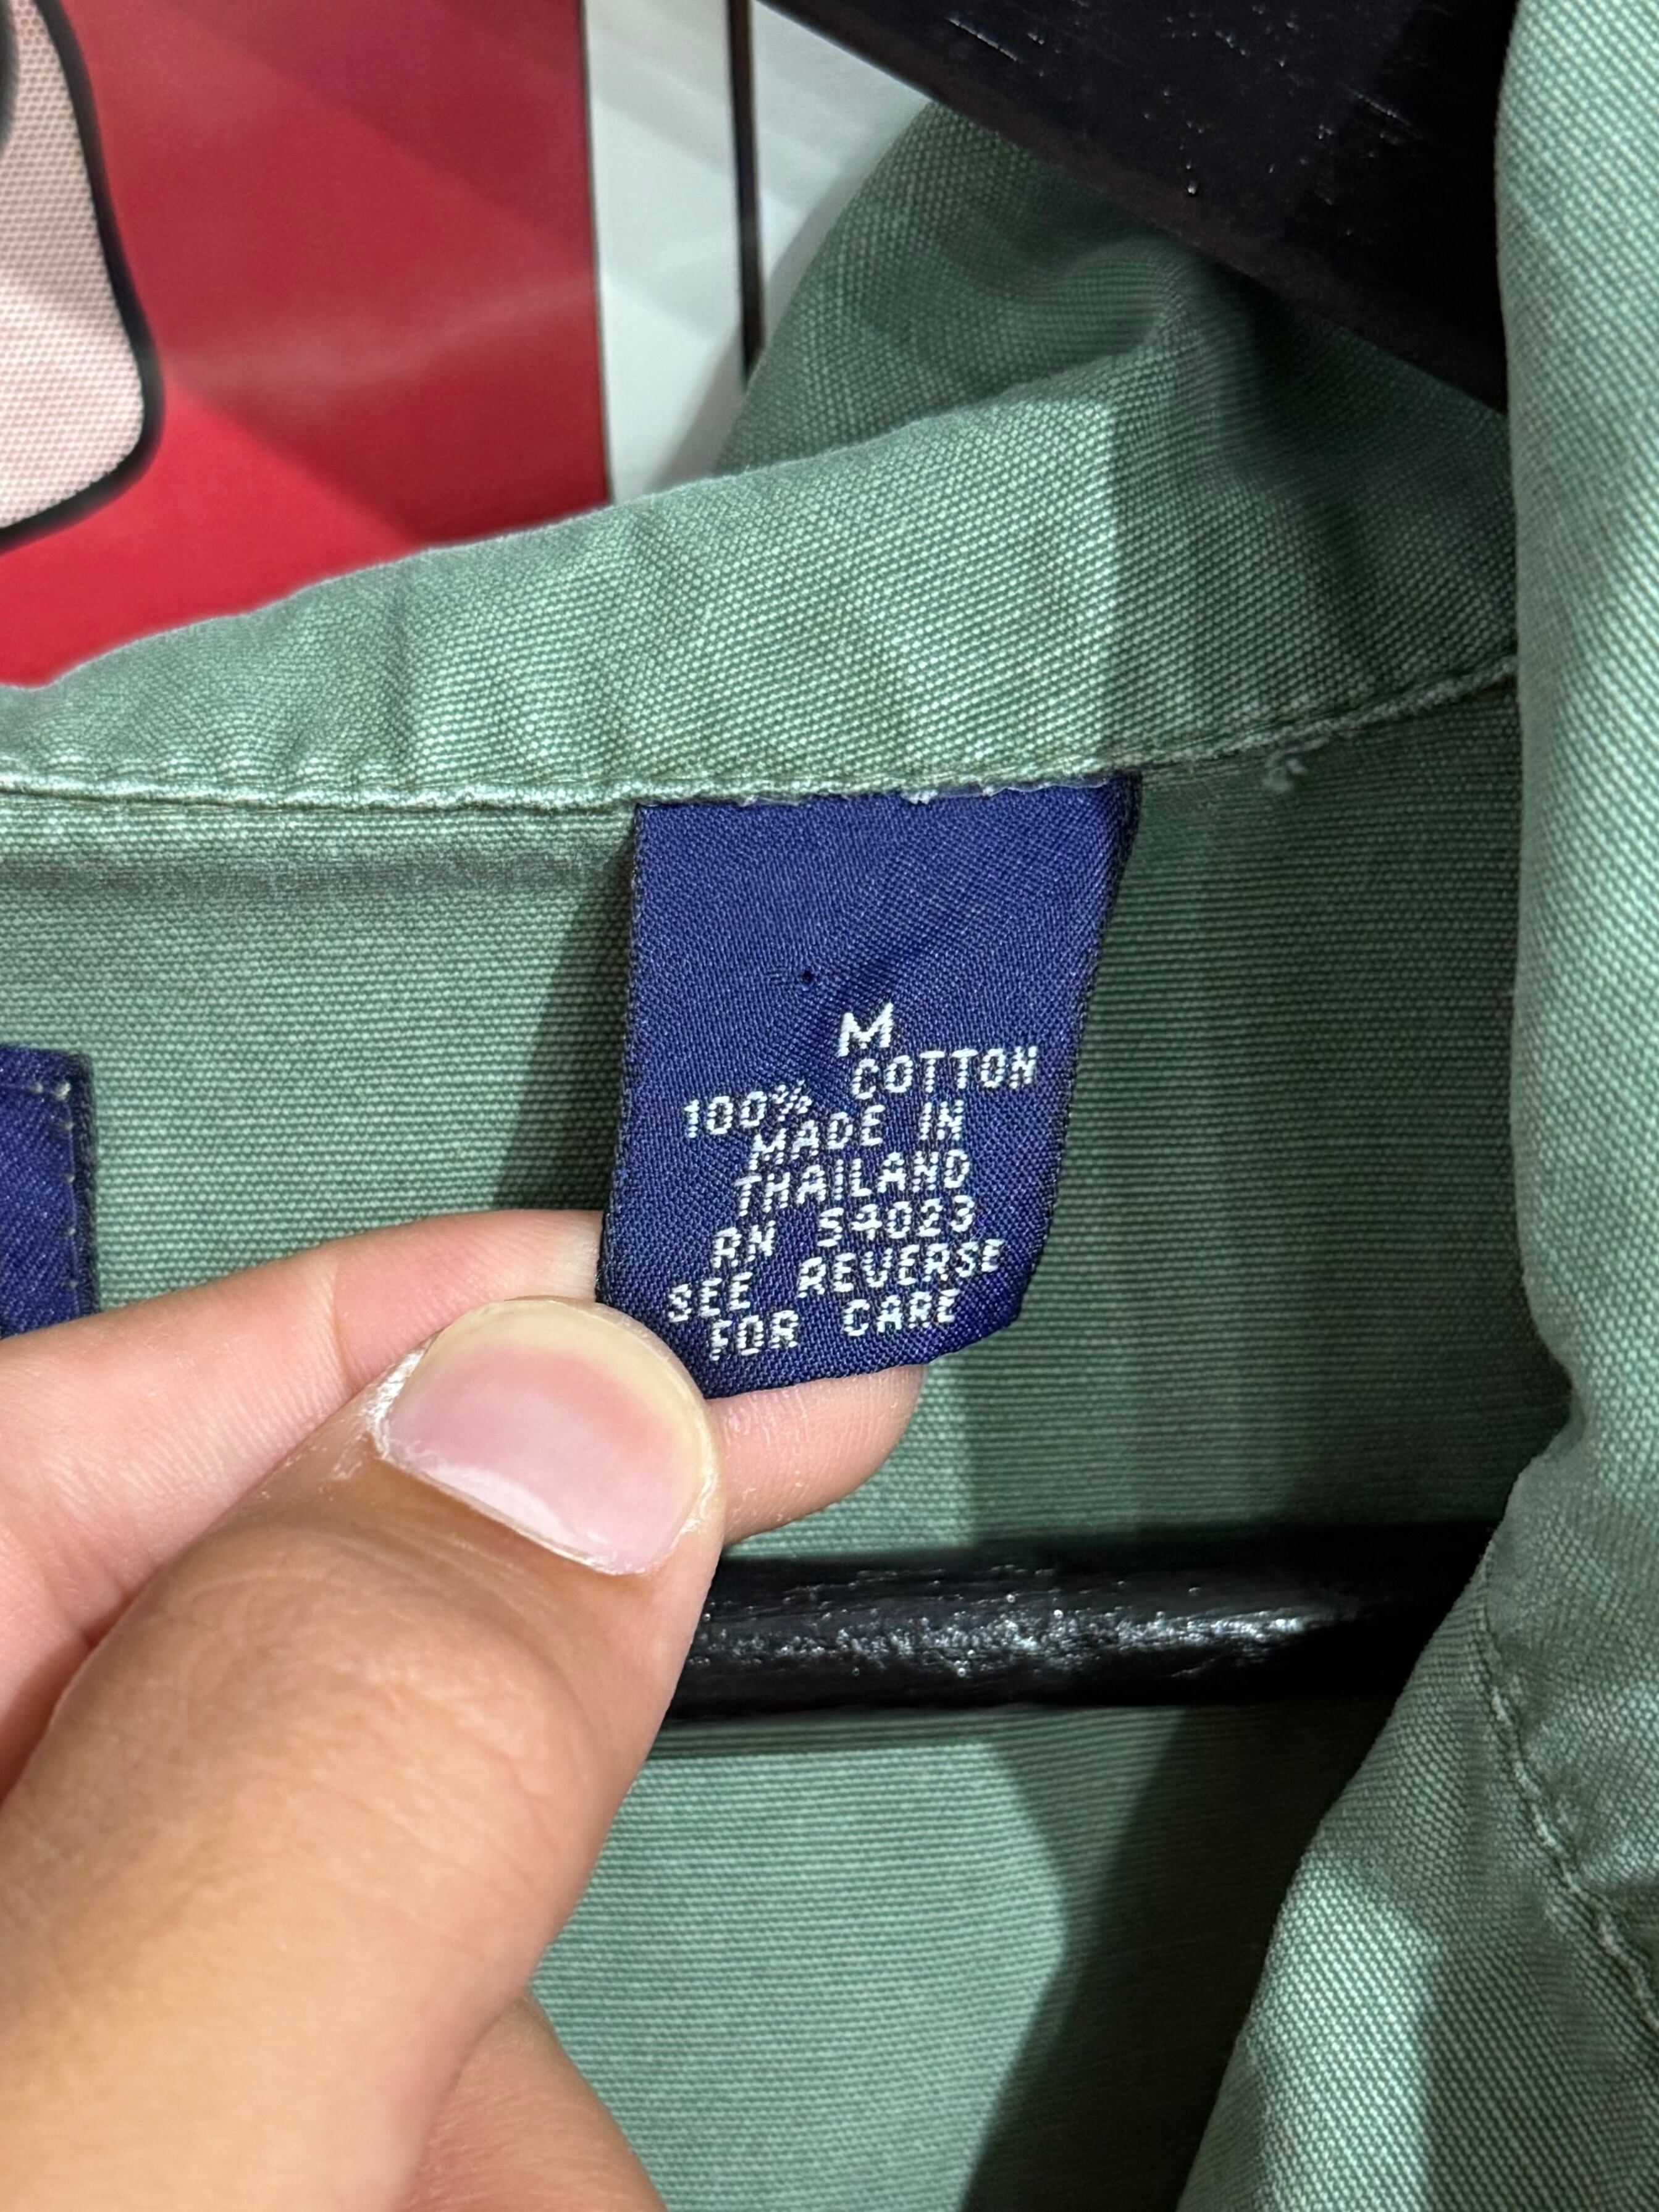 M
100% COTTON
MADE IN
THAILAND
RN 54023
SEE REVERSE
FOR CARE